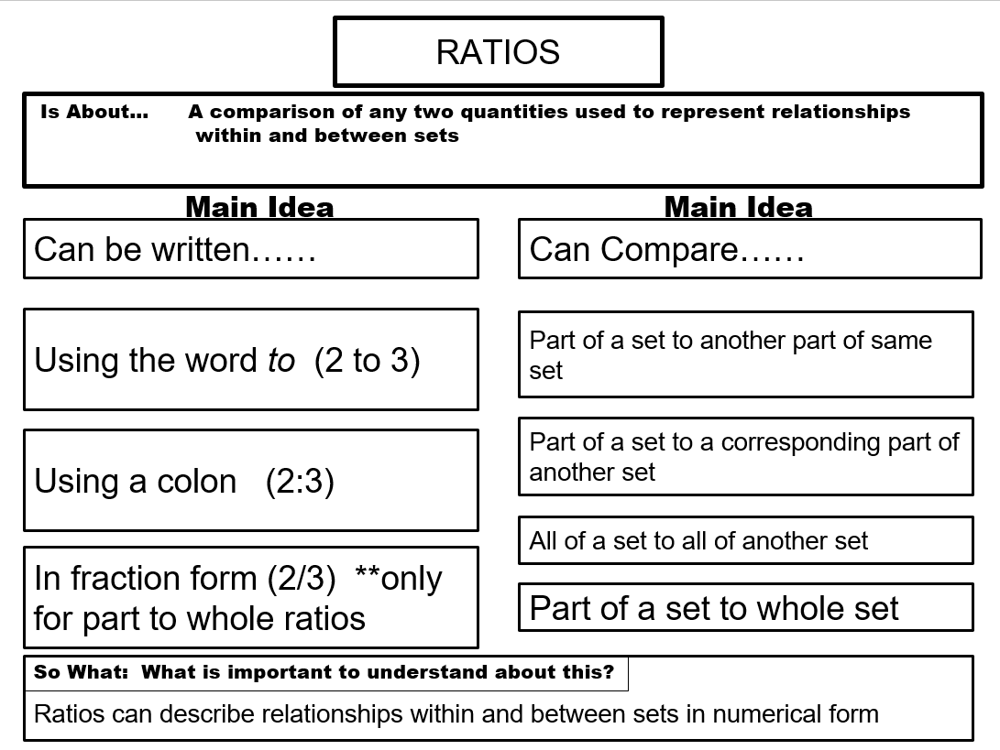 RATIOS
Is About... A comparison of any two quantities used to represent relationships
within and between sets
Main Idea
Can be written……
Using the word to (2 to 3)
Using a colon (2:3)
In fraction form (2/3) **only
for part to whole ratios
Main Idea
Can Compare……
Part of a set to another part of same
set
Part of a set to a corresponding part of
another set
All of a set to all of another set
Part of a set to whole set
So What: What is important to understand about this?
Ratios can describe relationships within and between sets in numerical form